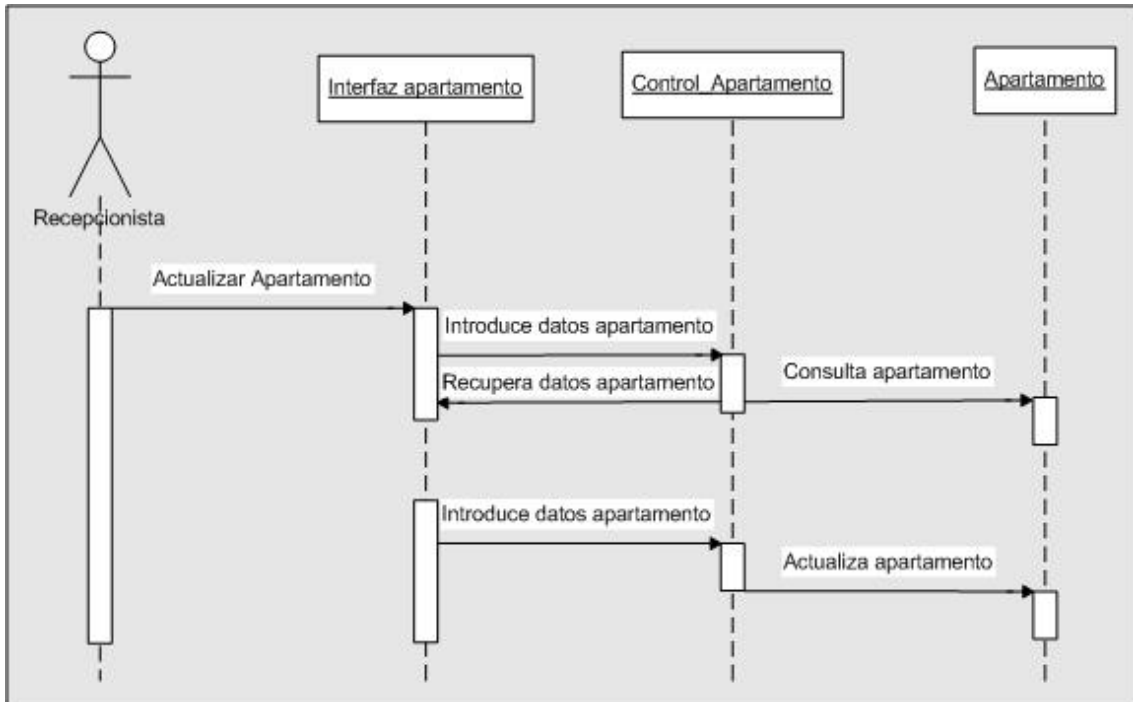 Interfaz apartamento
Control_Apartamento
Apartamento
Recepcionista
Actualizar Apartamento
Introduce datos apartamento
Recupera datos apartamento
Consulta apartamento
Introduce datos apartamento
Actualiza apartamento